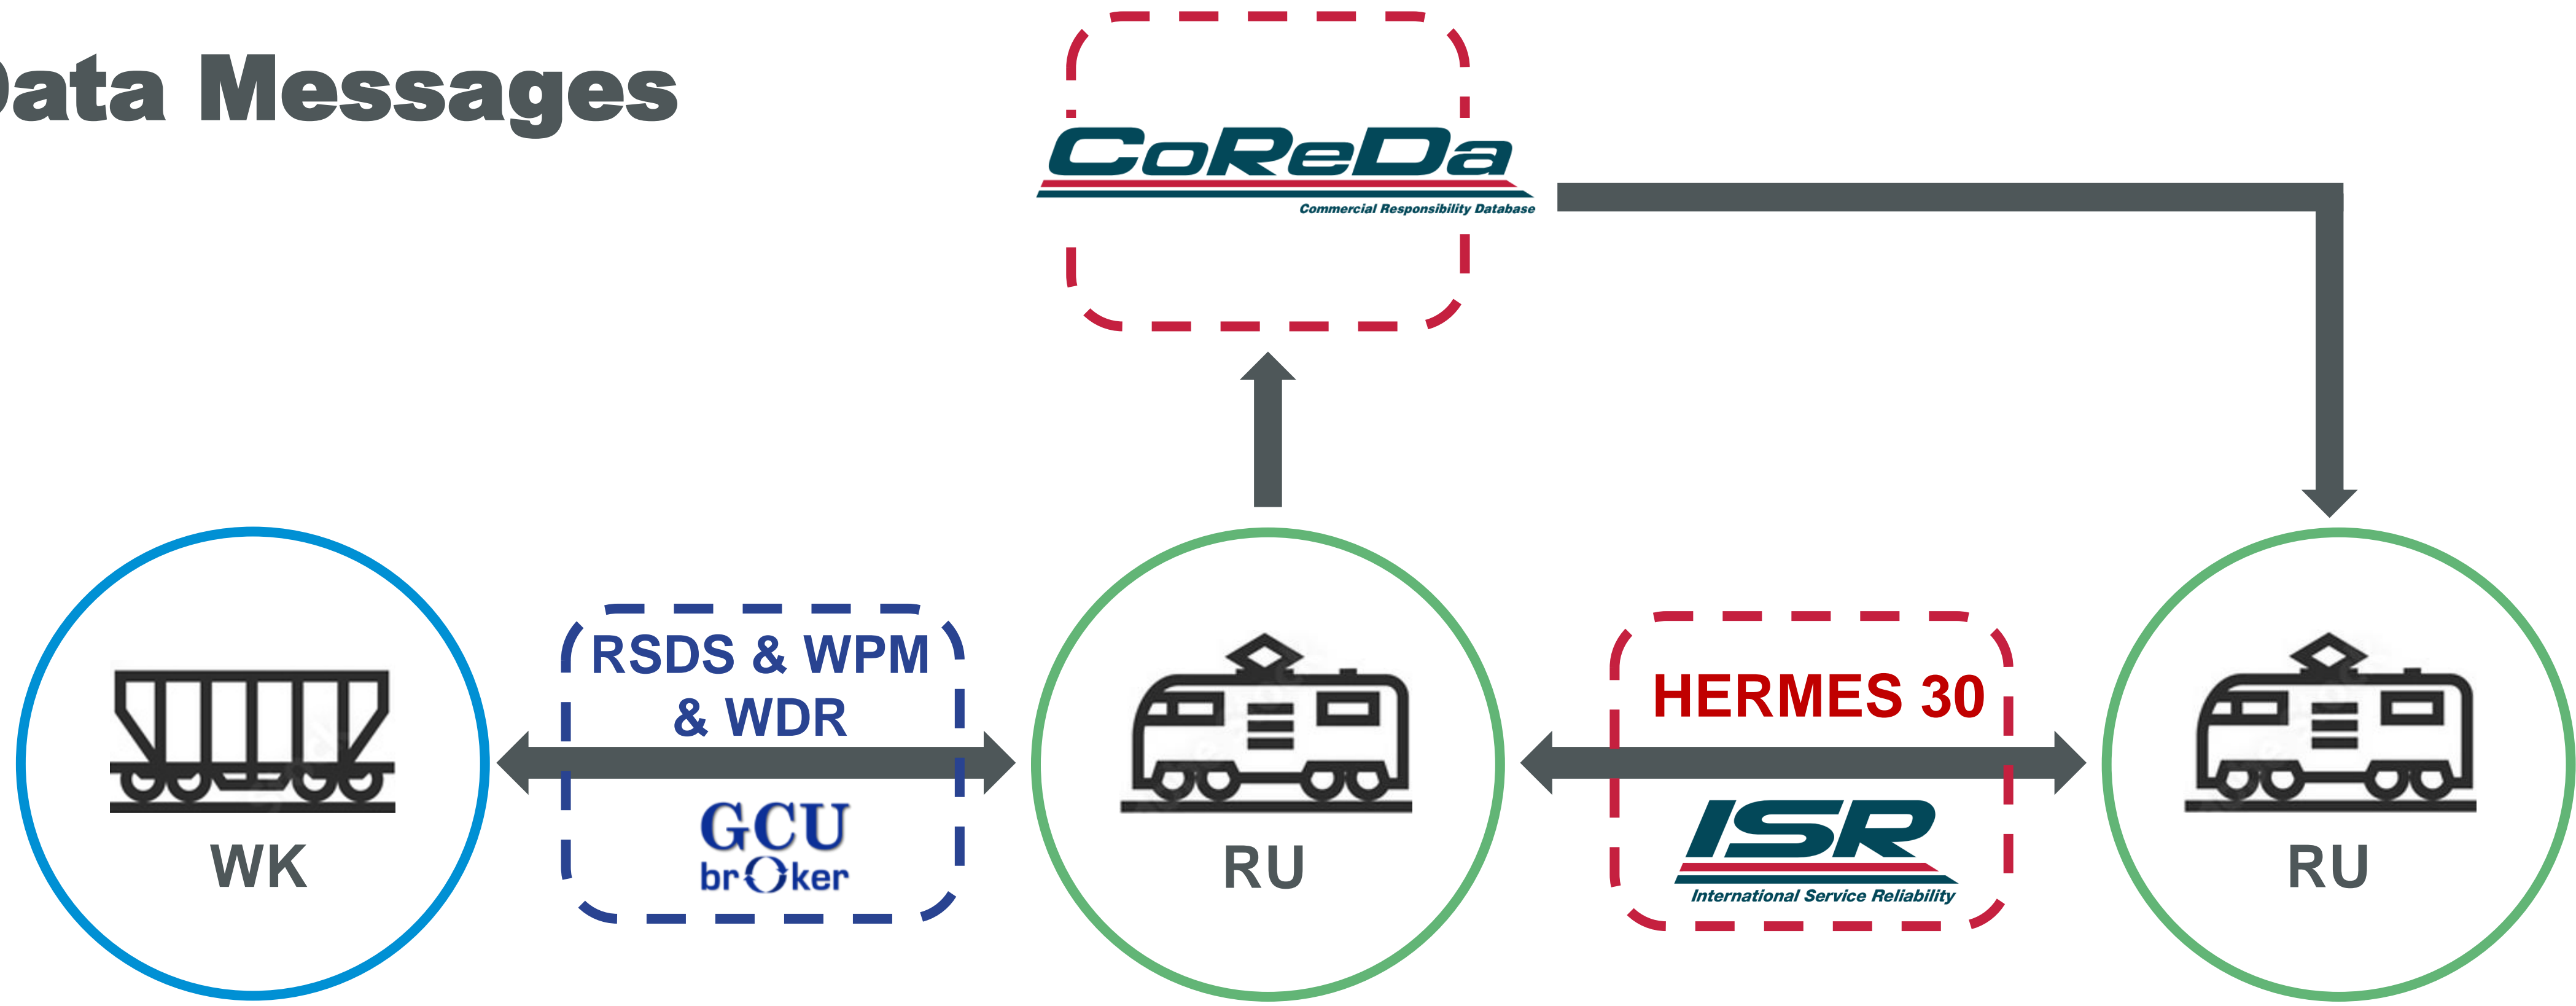 Data Messages
CoReDa
Commercial Responsibility Database
RSDS & WPM
& WDR
GCU
broker
WK
RU
HERMES 30
ISR
International Service Reliability
RU